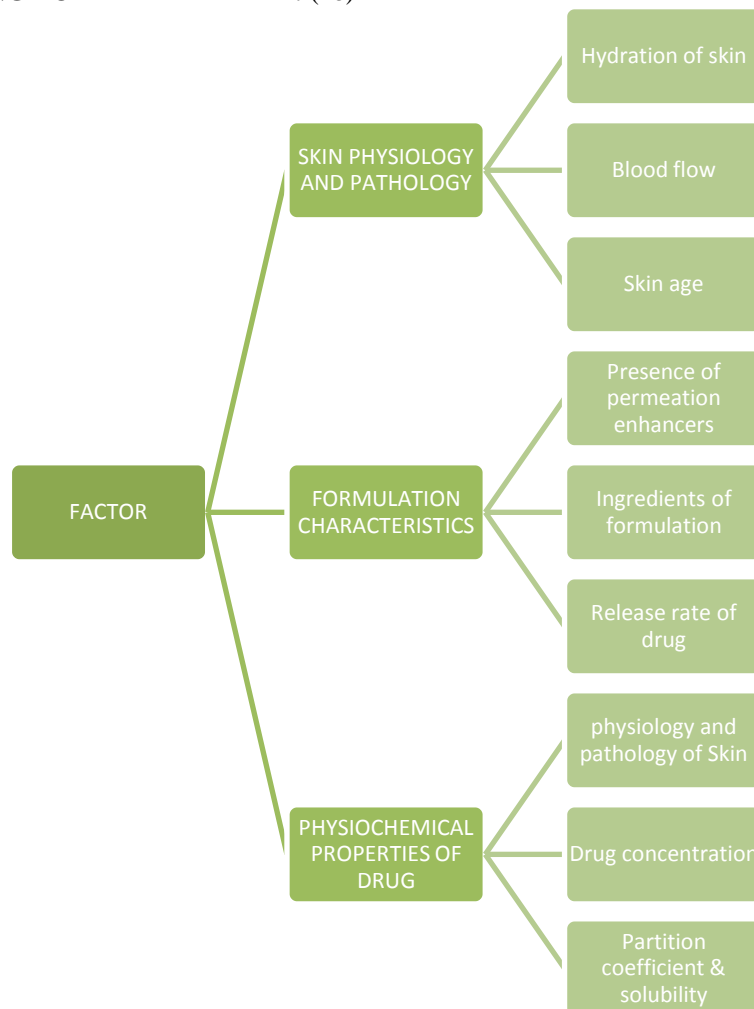 Hydration of skin
SKIN PHYSIOLOGY
AND PATHOLOGY
Blood flow
Skin age
Presence of
permeation
enhancers
FACTOR
FORMULATION
CHARACTERISTICS
Ingredients of
formulation
Release rate of
drug
physiology and
pathology of Skin
PHYSIOCHEMICAL
PROPERTIES OF
DRUG
Drug concentration
Partition
coefficient &
solubility